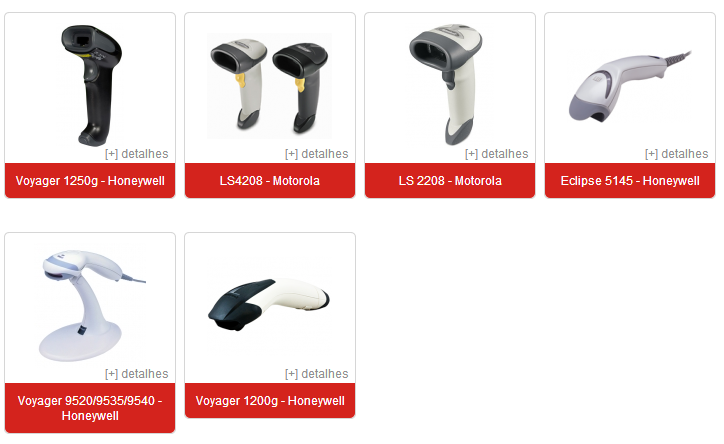 [+] detalhes
[+] detalhes
[+] detalhes
[+] detalhes
Voyager 1250g - Honeywell
LS4208 - Motorola
LS 2208 - Motorola
Eclipse 5145 - Honeywell
[+] detalhes
[+] detalhes
Voyager 9520/9535/9540 -
Honeywell
Voyager 1200g - Honeywell